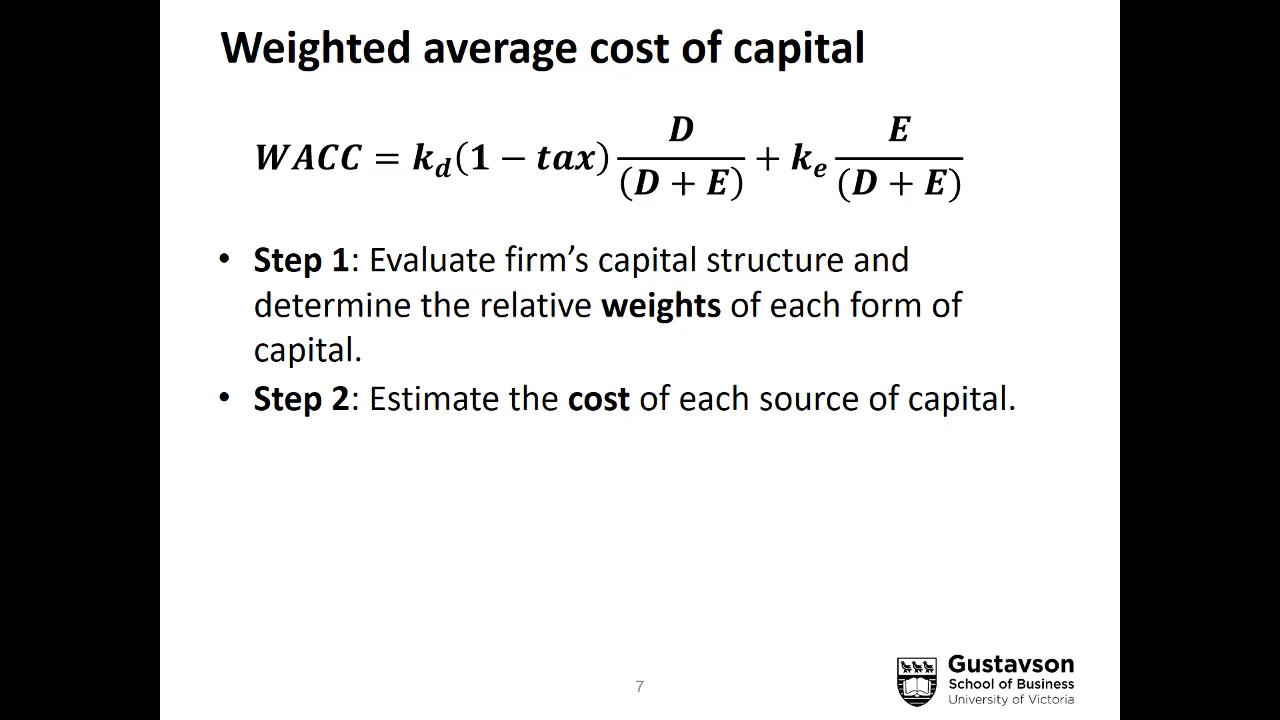 Weighted average cost of capital
WACC = k_d(1 − tax) D/(D + E) + k_e E/(D + E)
• Step 1: Evaluate firm’s capital structure and
determine the relative weights of each form of
capital.
• Step 2: Estimate the cost of each source of capital.
7
Gustavson
School of Business
University of Victoria